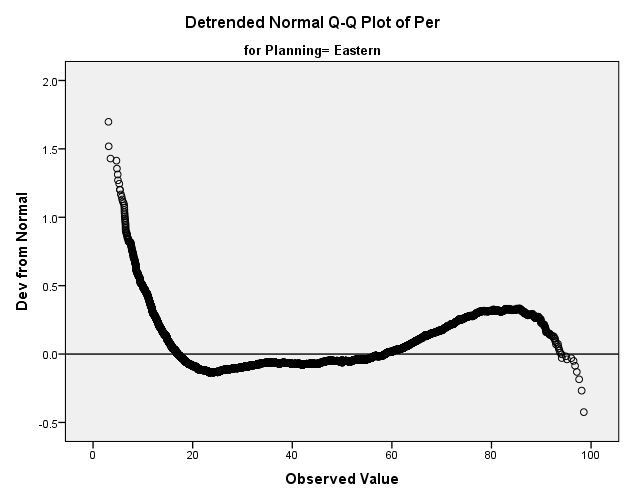 Detrended Normal Q-Q Plot of Per
for Planning= Eastern
2.0
1.5
1.0
0.5
0.0
-0.5
Dev from Normal
0 20 40 60 80 100
Observed Value